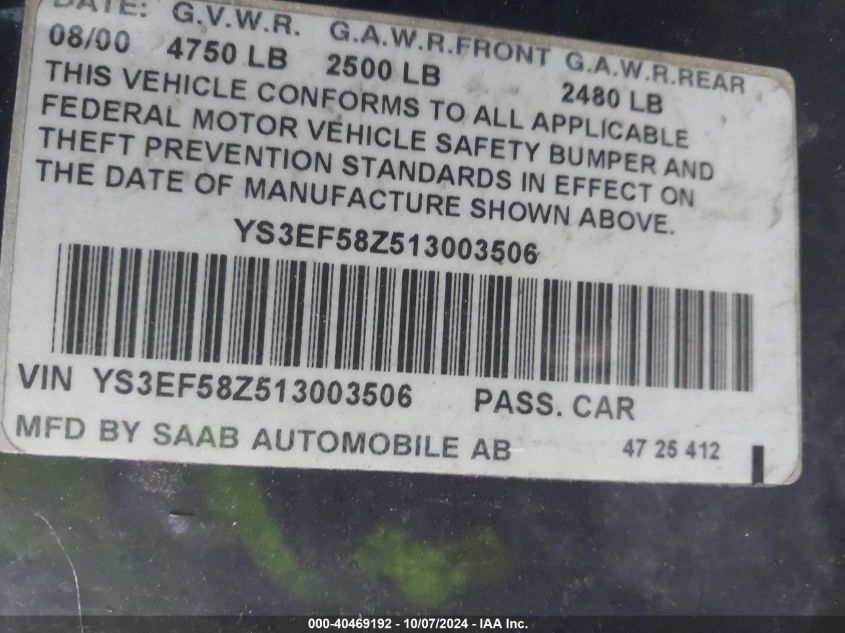 DATE: G.V.W.R. G.A.W.R.FRONT G.A.W.R.REAR
08/00 4750 LB 2500 LB 2480 LB
THIS VEHICLE CONFORMS TO ALL APPLICABLE
FEDERAL MOTOR VEHICLE SAFETY BUMPER AND
THEFT PREVENTION STANDARDS IN EFFECT ON
THE DATE OF MANUFACTURE SHOWN ABOVE.
YS3EF58Z513003506
VIN YS3EF58Z513003506 PASS. CAR
MFD BY SAAB AUTOMOBILE AB 47 25 412
000-40469192 - 10/07/2024 - IAA Inc.